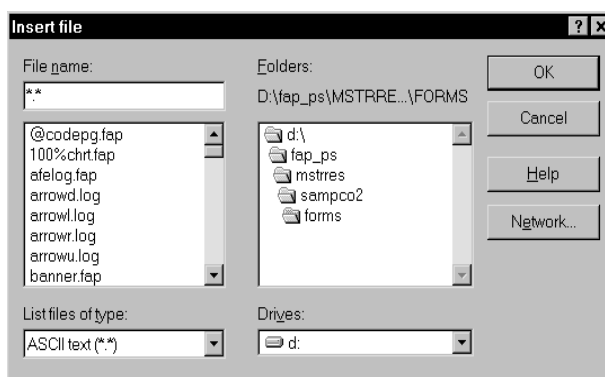 Insert file
File name:
*.*
@codepg.fap
100%chrt.fap
afelog.fap
arrowd.log
arrowl.log
arrowr.log
arrowu.log
banner.fap
List files of type:
ASCII text (*.*)
Folders:
D:\fap_ps\MSTRRE...\FORMS
d:\
fap_ps
mstrres
sampco2
forms
Drives:
d:
OK
Cancel
Help
Network...